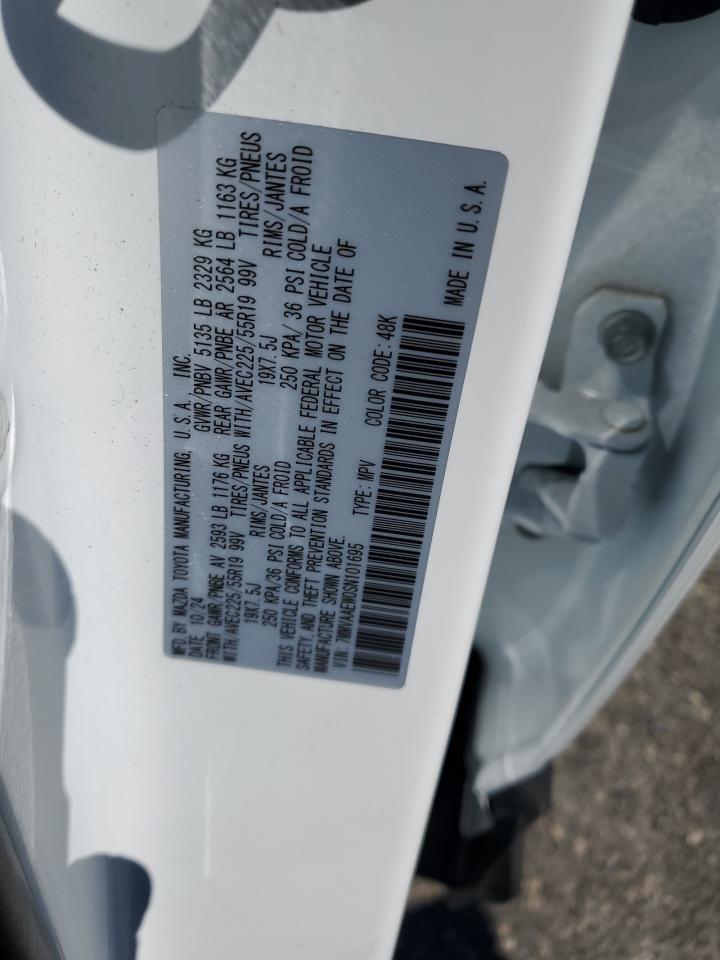 MFD. BY MAZDA TOYOTA MANUFACTURING, U.S.A., INC.
DATE 10/24 GVWR/PNBV 5135 LB 2329 KG
FRONT GAWR/PNBE AV 2593 LB 1176 KG REAR GAWR/PNBE AR 2564 LB 1163 KG
WITH/AVEC225/55R19 99V TIRES/PNEUS WITH/AVEC225/55R19 99V TIRES/PNEUS
19X7.5J RIMS/JANTES 19X7.5J RIMS/JANTES
250 KPA/36 PSI COLD/A FROID 250 KPA/36 PSI COLD/A FROID
THIS VEHICLE CONFORMS TO ALL APPLICABLE FEDERAL MOTOR VEHICLE
SAFETY, AND THEFT PREVENTION STANDARDS IN EFFECT ON THE DATE OF
MANUFACTURE SHOWN ABOVE.
VIN: 7MMVAAEW0SN101695 TYPE: MPV COLOR CODE: 48K
MADE IN U.S.A.